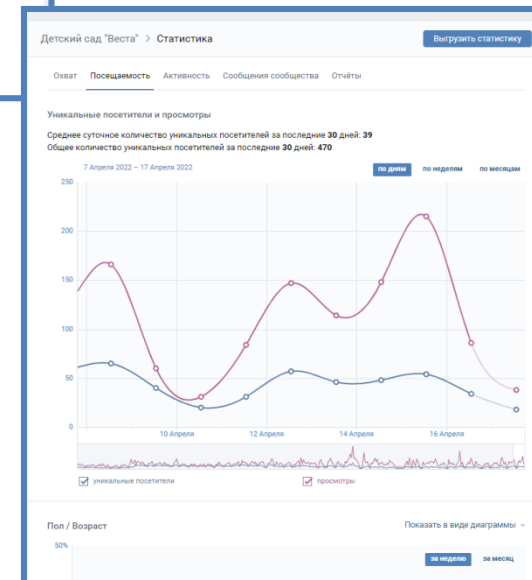 Детский сад "Веста" > Статистика
Выгрузить статистику
Охват Посещаемость Активность Сообщения сообщества Отчёты
Уникальные посетители и просмотры
Среднее суточное количество уникальных посетителей за последние 30 дней: 39
Общее количество уникальных посетителей за последние 30 дней: 470
7 Апреля 2022 – 17 Апреля 2022
по дням по неделям по месяцам
250
200
150
100
50
0
10 Апреля 12 Апреля 14 Апреля 16 Апреля
уникальные посетители просмотры
Пол / Возраст
Показать в виде диаграммы
50%
за неделю за месяц